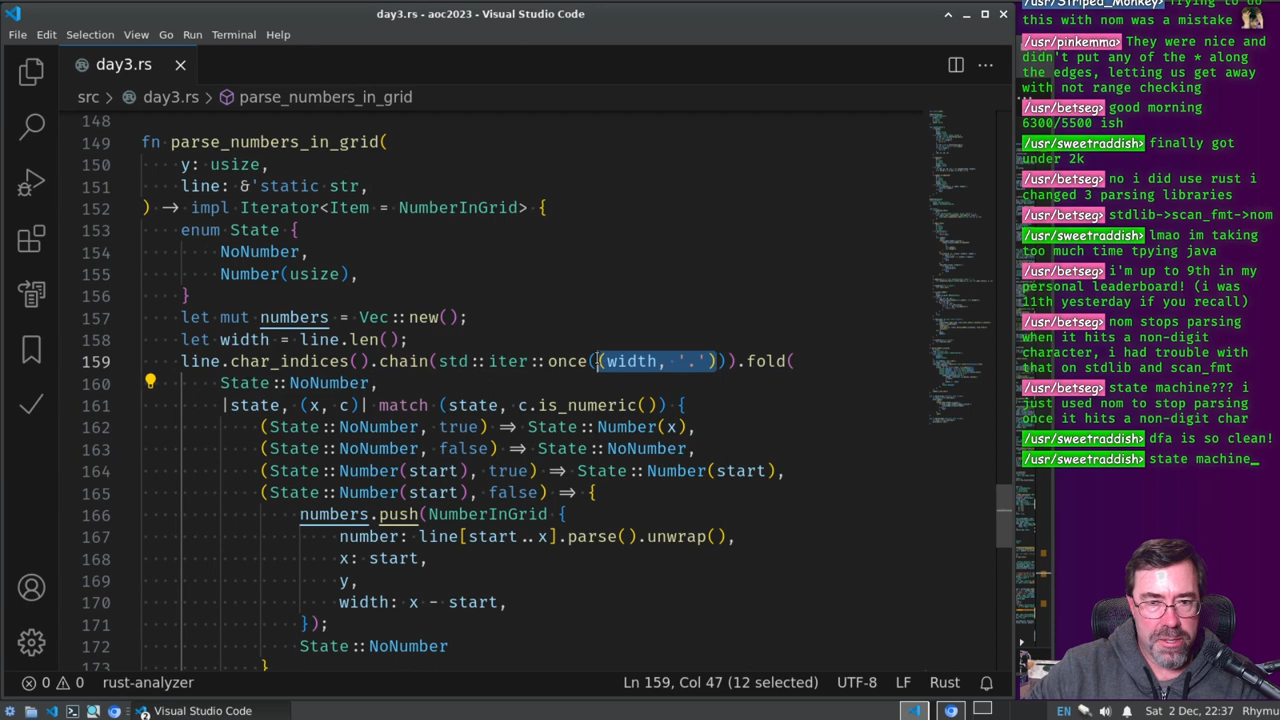 day3.rs - aoc2023 - Visual Studio Code
File Edit Selection View Go Run Terminal Help
day3.rs
src > day3.rs > parse_numbers_in_grid
148
149 fn parse_numbers_in_grid(
150 y: usize,
151 line: &'static str,
152 ) -> impl Iterator<Item = NumberInGrid> {
153 enum State {
154 NoNumber,
155 Number(usize),
156 }
157 let mut numbers = Vec::new();
158 let width = line.len();
159 line.char_indices().chain(std::iter::once((width, '.'))).fold(
160 State::NoNumber,
161 |state, (x,c)| match (state, c.is_numeric()) {
162 (State::NoNumber, true) => State::Number(x),
163 (State::NoNumber, false) => State::NoNumber,
164 (State::Number(start), true) => State::Number(start),
165 (State::Number(start), false) => {
166 numbers.push(NumberInGrid {
167 number: line[start..x].parse().unwrap(),
168 x: start,
169 y,
170 width: x - start,
171 });
172 State::NoNumber
173 }
0 0 rust-analyzer Ln 159, Col 47 (12 selected) UTF-8 LF Rust
Visual Studio Code EN Sat 2 Dec, 22:37 Rhymu
/usr/Striped_Monkey> Trying to do
this with nom was a mistake
/usr/pinkemma> They were nice and
didn't put any of the * along
the edges, letting us get away
with not range checking
/usr/betseg> good morning
6300/5500 ish
/usr/sweetraddish> finally got
under 2k
/usr/betseg> no i did use rust i
changed 3 parsing libraries
/usr/sweetraddish>
/usr/betseg> stdlib->scan_fmt->nom
/usr/sweetraddish> lmao im taking
too much time tpying java
/usr/betseg> i'm up to 9th in my
personal leaderboard! (i was
11th yesterday if you recall)
/usr/betseg> nom stops parsing
when it hits a non-digit
character, i had trouble with
that on stdlib and scan_fmt
/usr/betseg> state machine??? i
just used nom to stop parsing
once it hits a non-digit char
/usr/sweetraddish> dfa is so clean!
/usr/sweetraddish> state machine_